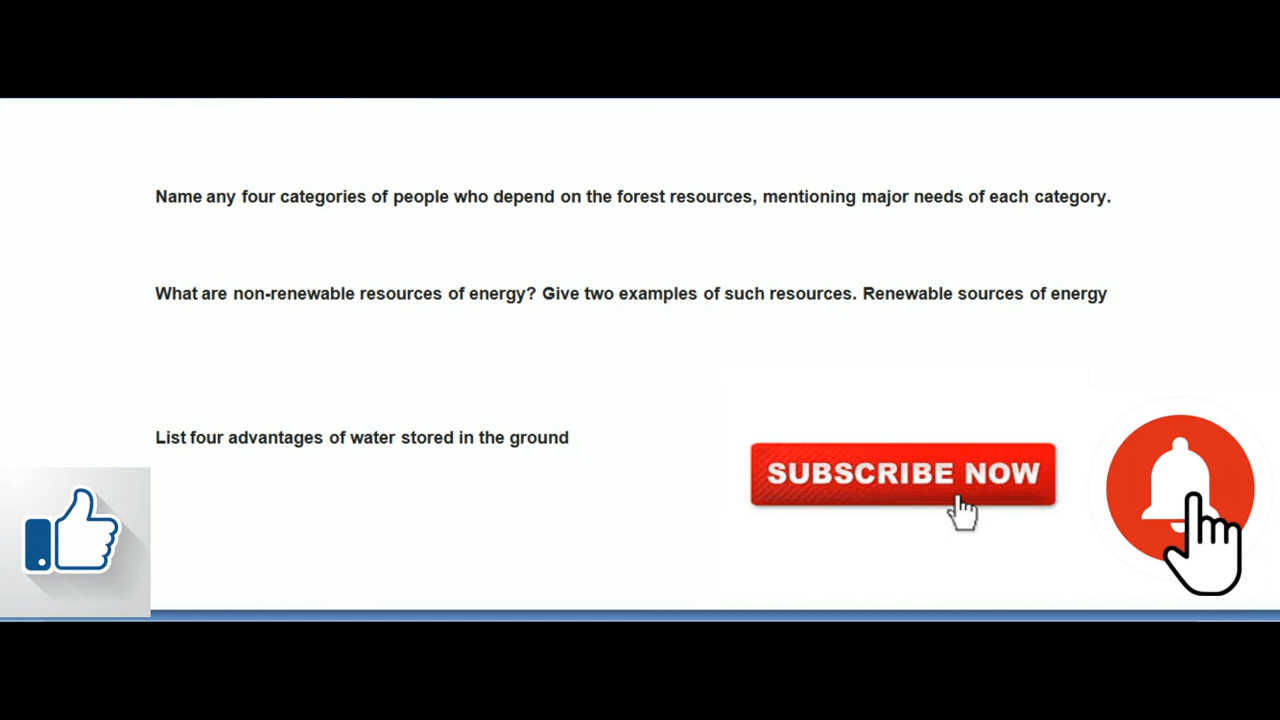 Name any four categories of people who depend on the forest resources, mentioning major needs of each category.
What are non-renewable resources of energy? Give two examples of such resources. Renewable sources of energy
List four advantages of water stored in the ground
SUBSCRIBE NOW